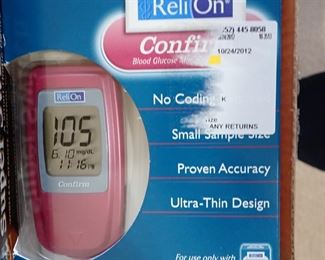 ReliOn
Confirm
Blood Glucose
(252) 445-8058
10/24/2012
No Coding
K
Small Sample Size
ANY RETURNS
Proven Accuracy
Ultra-Thin Design
For use only with
ReliOn
105
mg/dL
6.10
11:16
Confirm